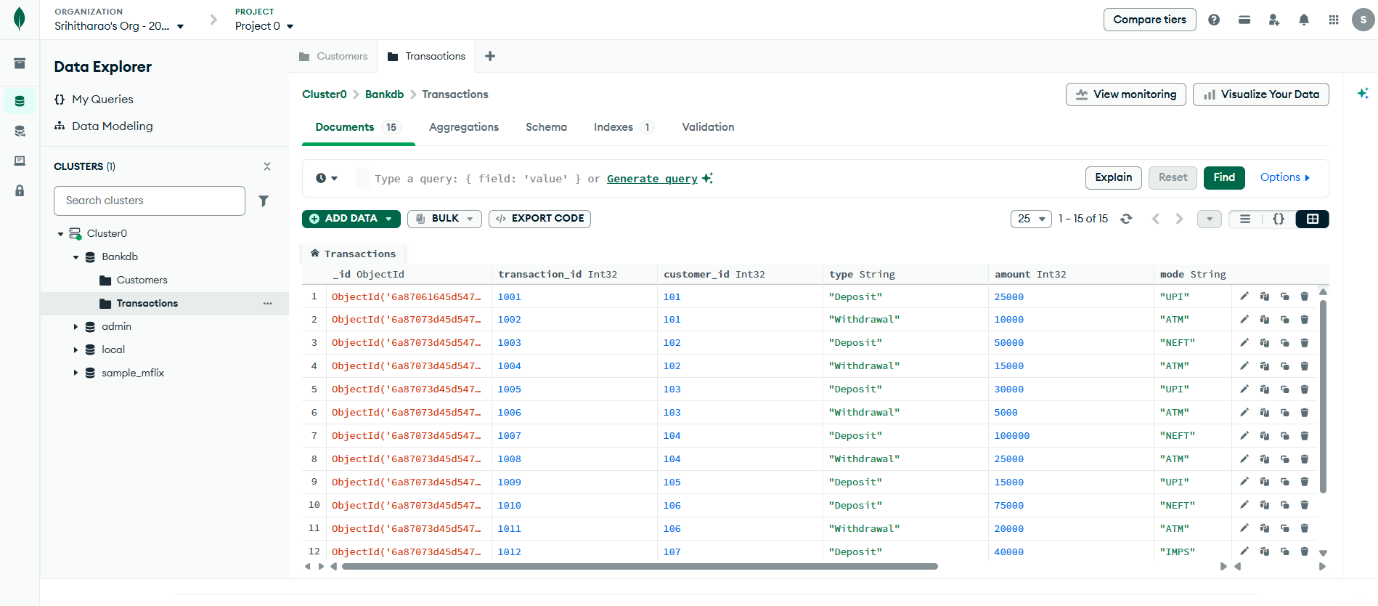 ORGANIZATION
Srihitharao's Org - 20...
PROJECT
Project 0
Compare tiers
S
Data Explorer
My Queries
Data Modeling
CLUSTERS (1)
Search clusters
Cluster0
Bankdb
Customers
Transactions
admin
local
sample_mflix
Customers
Transactions
Cluster0 > Bankdb > Transactions
View monitoring
Visualize Your Data
Documents 15 Aggregations Schema Indexes 1 Validation
Type a query: { field: 'value' } or Generate query
Explain Reset Find Options
ADD DATA BULK EXPORT CODE
25 1 – 15 of 15
Transactions
_id ObjectId transaction_id Int32 customer_id Int32 type String amount Int32 mode String
1 ObjectId('6a87061645d547… 1001 101 "Deposit" 25000 "UPI"
2 ObjectId('6a87073d45d547… 1002 101 "Withdrawal" 10000 "ATM"
3 ObjectId('6a87073d45d547… 1003 102 "Deposit" 50000 "NEFT"
4 ObjectId('6a87073d45d547… 1004 102 "Withdrawal" 15000 "ATM"
5 ObjectId('6a87073d45d547… 1005 103 "Deposit" 30000 "UPI"
6 ObjectId('6a87073d45d547… 1006 103 "Withdrawal" 5000 "ATM"
7 ObjectId('6a87073d45d547… 1007 104 "Deposit" 100000 "NEFT"
8 ObjectId('6a87073d45d547… 1008 104 "Withdrawal" 25000 "ATM"
9 ObjectId('6a87073d45d547… 1009 105 "Deposit" 15000 "UPI"
10 ObjectId('6a87073d45d547… 1010 106 "Deposit" 75000 "NEFT"
11 ObjectId('6a87073d45d547… 1011 106 "Withdrawal" 20000 "ATM"
12 ObjectId('6a87073d45d547… 1012 107 "Deposit" 40000 "IMPS"